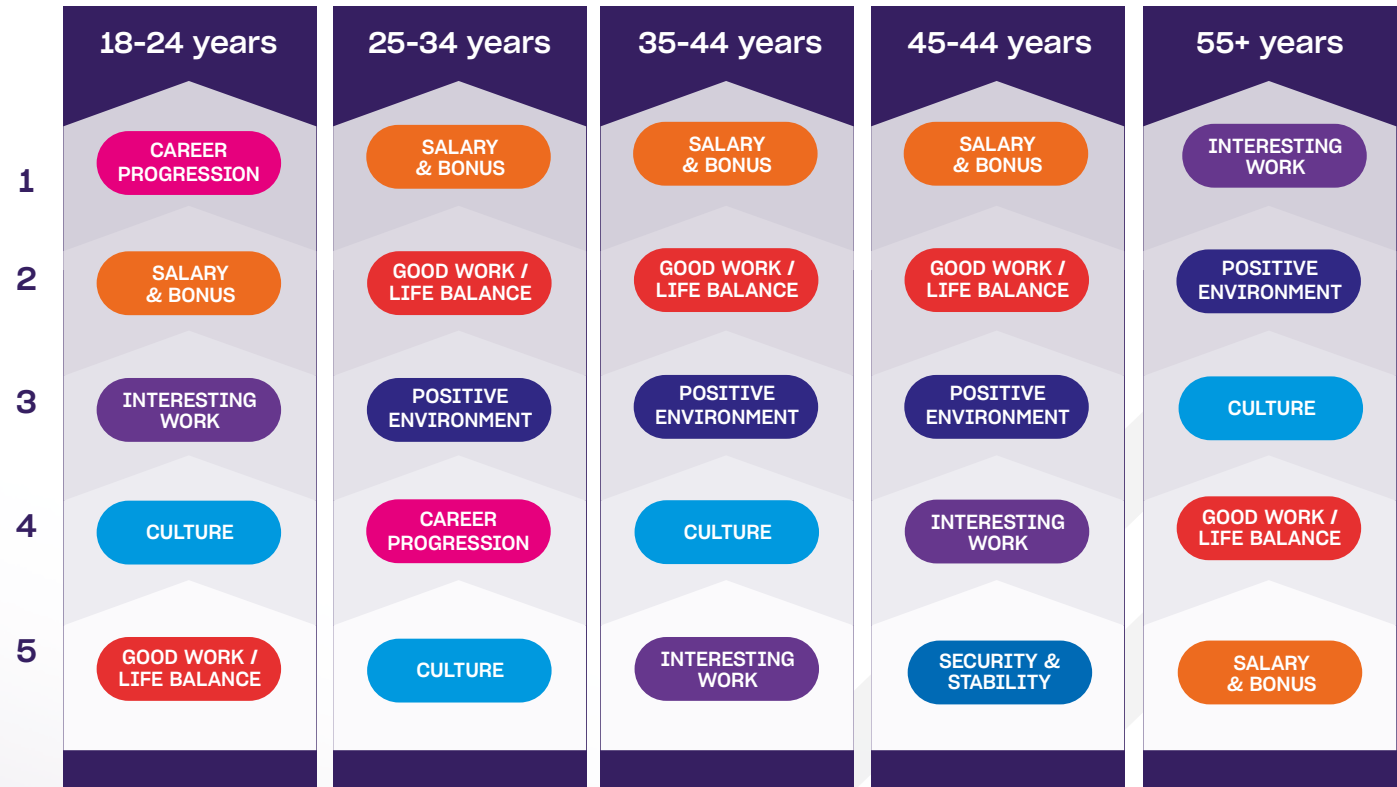 18-24 years
25-34 years
35-44 years
45-44 years
55+ years
1
CAREER
PROGRESSION
SALARY
& BONUS
SALARY
& BONUS
SALARY
& BONUS
INTERESTING
WORK
2
SALARY
& BONUS
GOOD WORK /
LIFE BALANCE
GOOD WORK /
LIFE BALANCE
GOOD WORK /
LIFE BALANCE
POSITIVE
ENVIRONMENT
3
INTERESTING
WORK
POSITIVE
ENVIRONMENT
POSITIVE
ENVIRONMENT
POSITIVE
ENVIRONMENT
CULTURE
4
CULTURE
CAREER
PROGRESSION
CULTURE
INTERESTING
WORK
GOOD WORK /
LIFE BALANCE
5
GOOD WORK /
LIFE BALANCE
CULTURE
INTERESTING
WORK
SECURITY &
STABILITY
SALARY
& BONUS